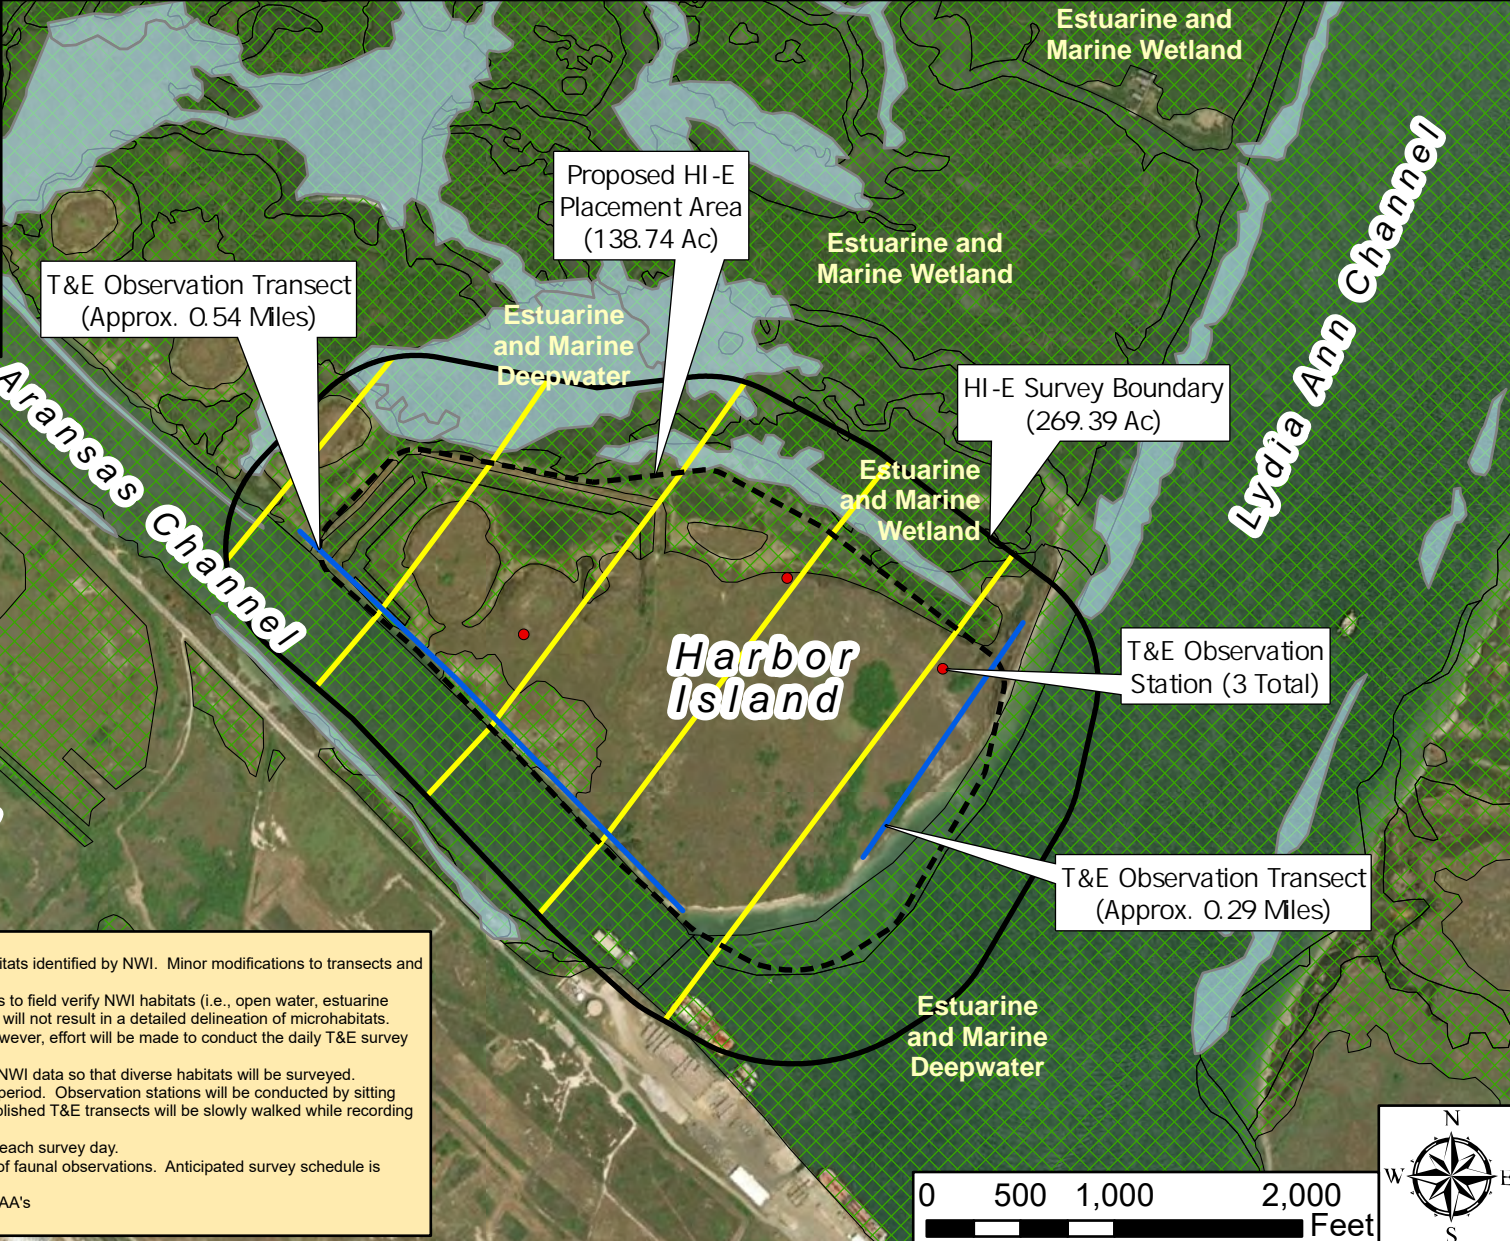 Estuarine and
Marine Wetland
Proposed HI-E
Placement Area
(138.74 Ac)
Estuarine and
Marine Wetland
T&E Observation Transect
(Approx. 0.54 Miles)
Estuarine
and Marine
Deepwater
Lydia Ann Channel
HI-E Survey Boundary
(269.39 Ac)
Aransas Channel
Estuarine
and Marine
Wetland
Harbor
Island
T&E Observation
Station (3 Total)
T&E Observation Transect
(Approx. 0.29 Miles)
itats identified by NWI. Minor modifications to transects and
s to field verify NWI habitats (i.e., open water, estuarine
will not result in a detailed delineation of microhabitats.
wever, effort will be made to conduct the daily T&E survey
NWI data so that diverse habitats will be surveyed.
period. Observation stations will be conducted by sitting
blished T&E transects will be slowly walked while recording
each survey day.
of faunal observations. Anticipated survey schedule is
AA's
Estuarine
and Marine
Deepwater
0 500 1,000 2,000
Feet
N
W E
S